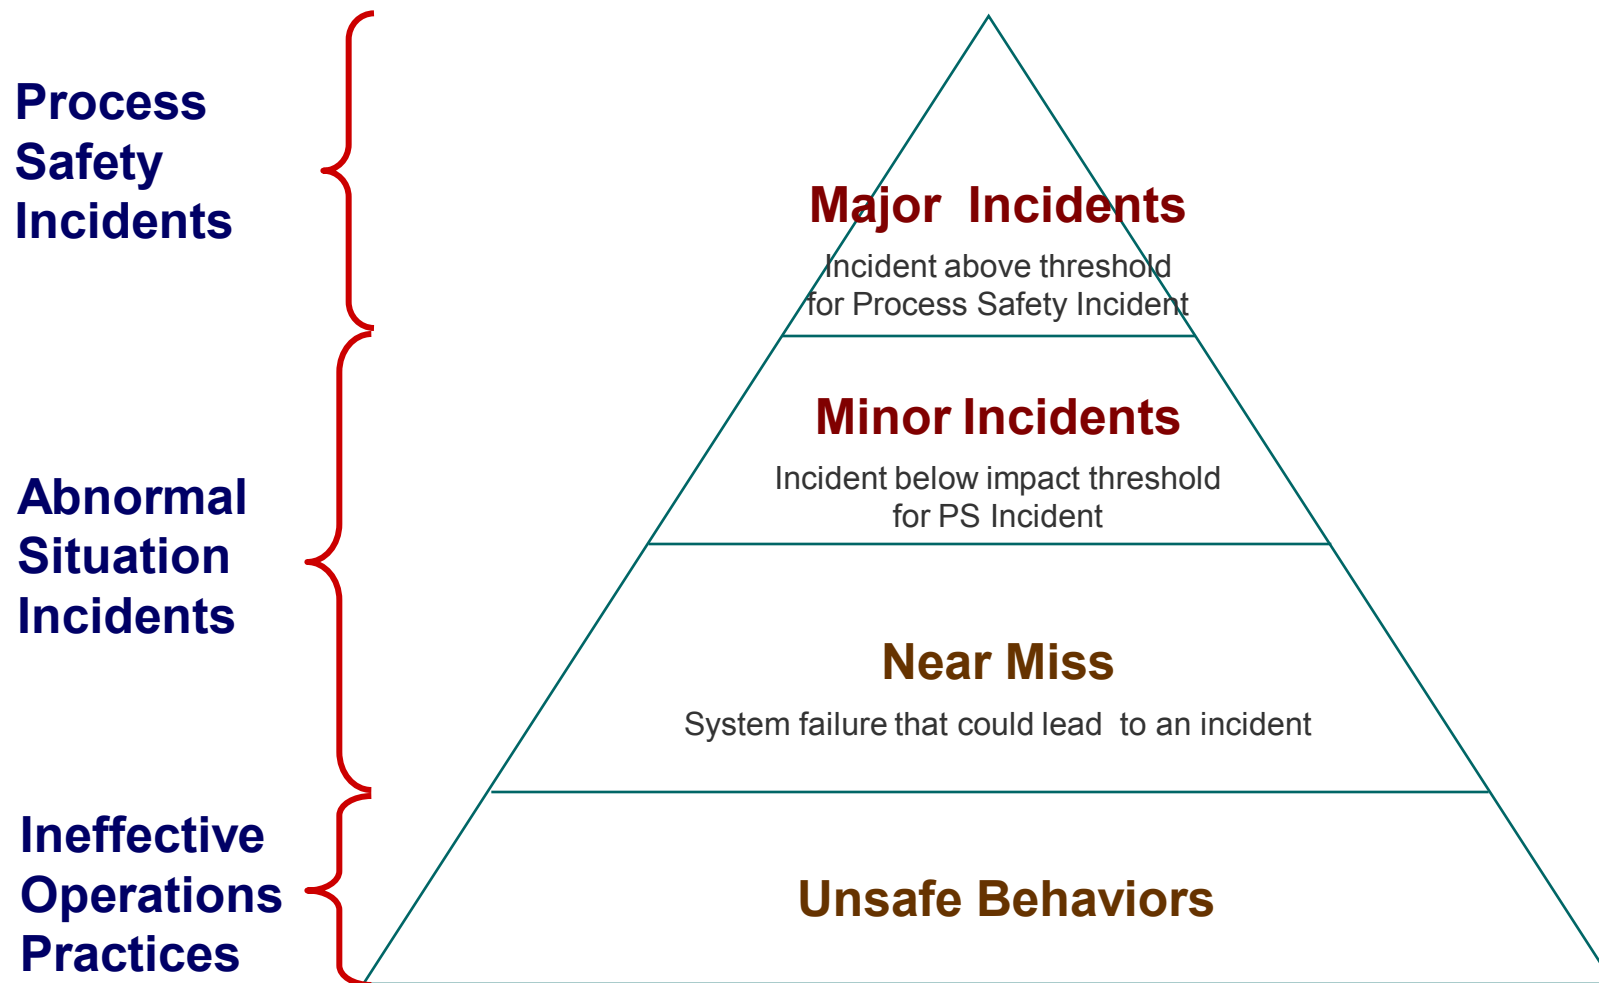 Process
Safety
Incidents
Major Incidents
Incident above threshold
for Process Safety Incident
Minor Incidents
Incident below impact threshold
for PS Incident
Abnormal
Situation
Incidents
Near Miss
System failure that could lead to an incident
Ineffective
Operations
Practices
Unsafe Behaviors